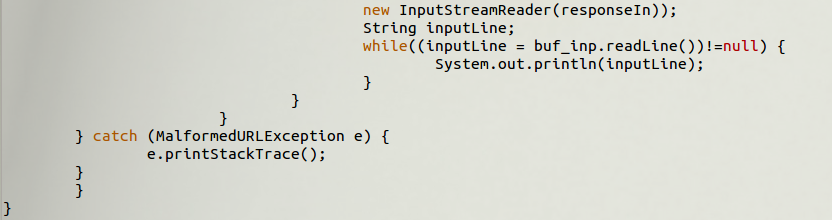 new InputStreamReader(responseIn));
String inputLine;
while((inputLine = buf_inp.readLine())!=null) {
System.out.println(inputLine);
}
}
}
} catch (MalformedURLException e) {
e.printStackTrace();
}
}
}